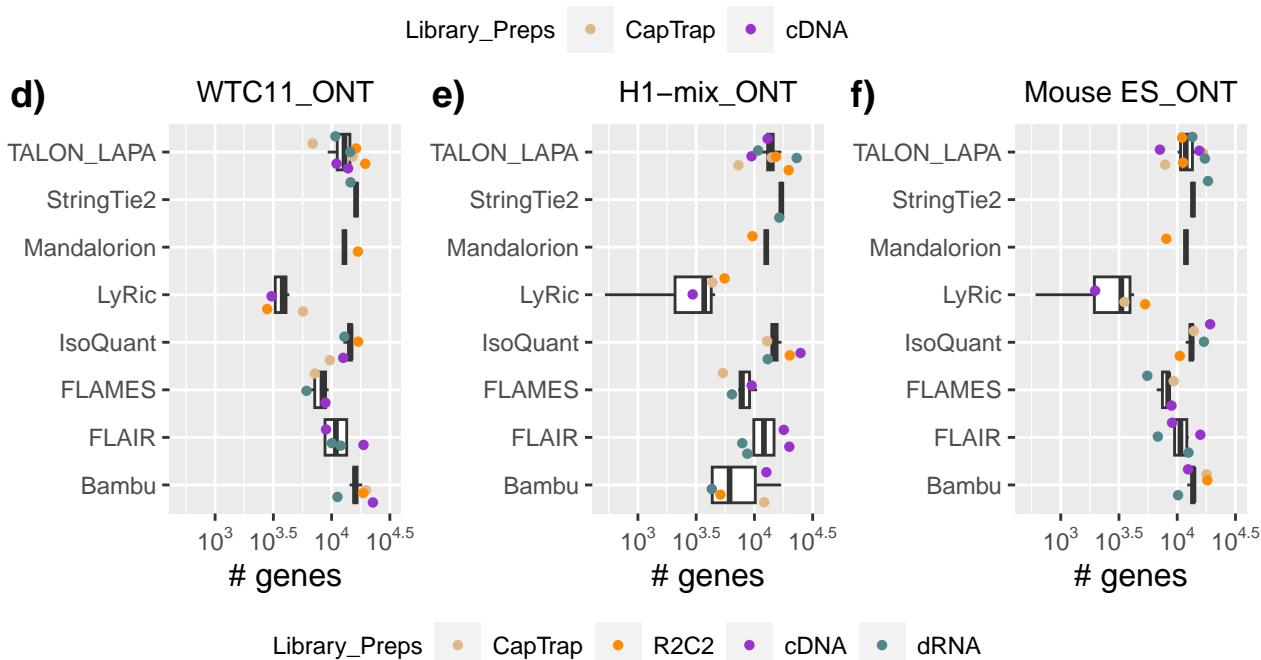 Library_Preps CapTrap cDNA
d) WTC11_ONT e) H1−mix_ONT f) Mouse ES_ONT
TALON_LAPA TALON_LAPA TALON_LAPA
StringTie2 StringTie2 StringTie2
Mandalorion Mandalorion Mandalorion
LyRic LyRic LyRic
IsoQuant IsoQuant IsoQuant
FLAMES FLAMES FLAMES
FLAIR FLAIR FLAIR
Bambu Bambu Bambu
10^3 10^3.5 10^4 10^4.5 10^3 10^3.5 10^4 10^4.5 10^3 10^3.5 10^4 10^4.5
# genes # genes # genes
Library_Preps CapTrap R2C2 cDNA dRNA